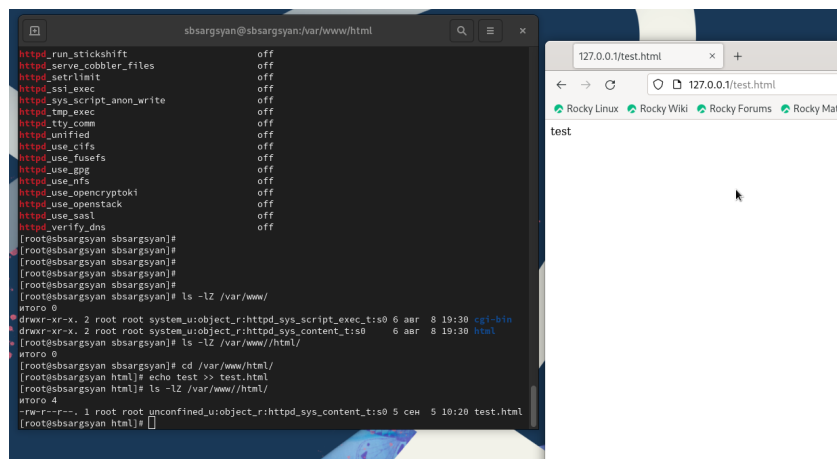 sbsargsyan@sbsargsyan:/var/www/html
httpd_run_stickshift off
httpd_serve_cobbler_files off
httpd_setrlimit off
httpd_ssi_exec off
httpd_sys_script_anon_write off
httpd_tmp_exec off
httpd_tty_comm off
httpd_unified off
httpd_use_cifs off
httpd_use_fusefs off
httpd_use_gpg off
httpd_use_nfs off
httpd_use_opencryptoki off
httpd_use_openstack off
httpd_use_sasl off
httpd_verify_dns off
[root@sbsargsyan sbsargsyan]#
[root@sbsargsyan sbsargsyan]#
[root@sbsargsyan sbsargsyan]#
[root@sbsargsyan sbsargsyan]#
[root@sbsargsyan sbsargsyan]# ls -lZ /var/www/
итого 0
drwxr-xr-x. 2 root root system_u:object_r:httpd_sys_script_exec_t:s0 6 авг 8 19:30 cgi-bin
drwxr-xr-x. 2 root root system_u:object_r:httpd_sys_content_t:s0 6 авг 8 19:30 html
[root@sbsargsyan sbsargsyan]# ls -lZ /var/www//html/
итого 0
[root@sbsargsyan sbsargsyan]# cd /var/www/html/
[root@sbsargsyan html]# echo test >> test.html
[root@sbsargsyan html]# ls -lZ /var/www//html/
итого 4
-rw-r--r--. 1 root root unconfined_u:object_r:httpd_sys_content_t:s0 5 сен 5 10:20 test.html
[root@sbsargsyan html]#
127.0.0.1/test.html
127.0.0.1/test.html
Rocky Linux Rocky Wiki Rocky Forums Rocky Mat
test